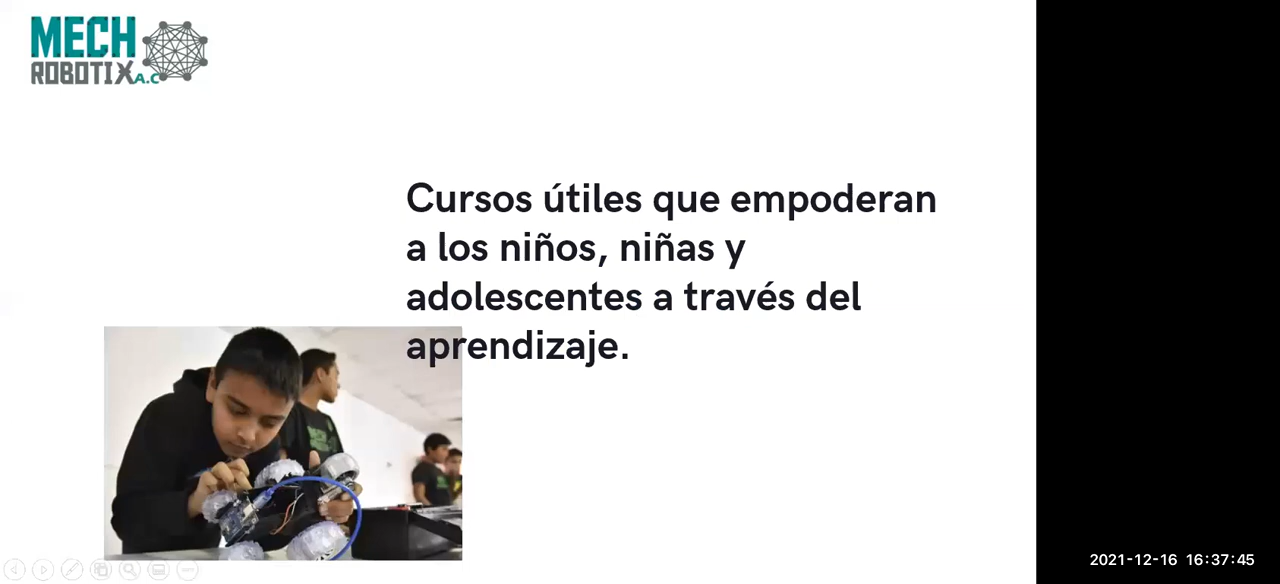 MECH
ROBOTIX A.C
Cursos útiles que empoderan
a los niños, niñas y
adolescentes a través del
aprendizaje.
2021-12-16 16:37:45